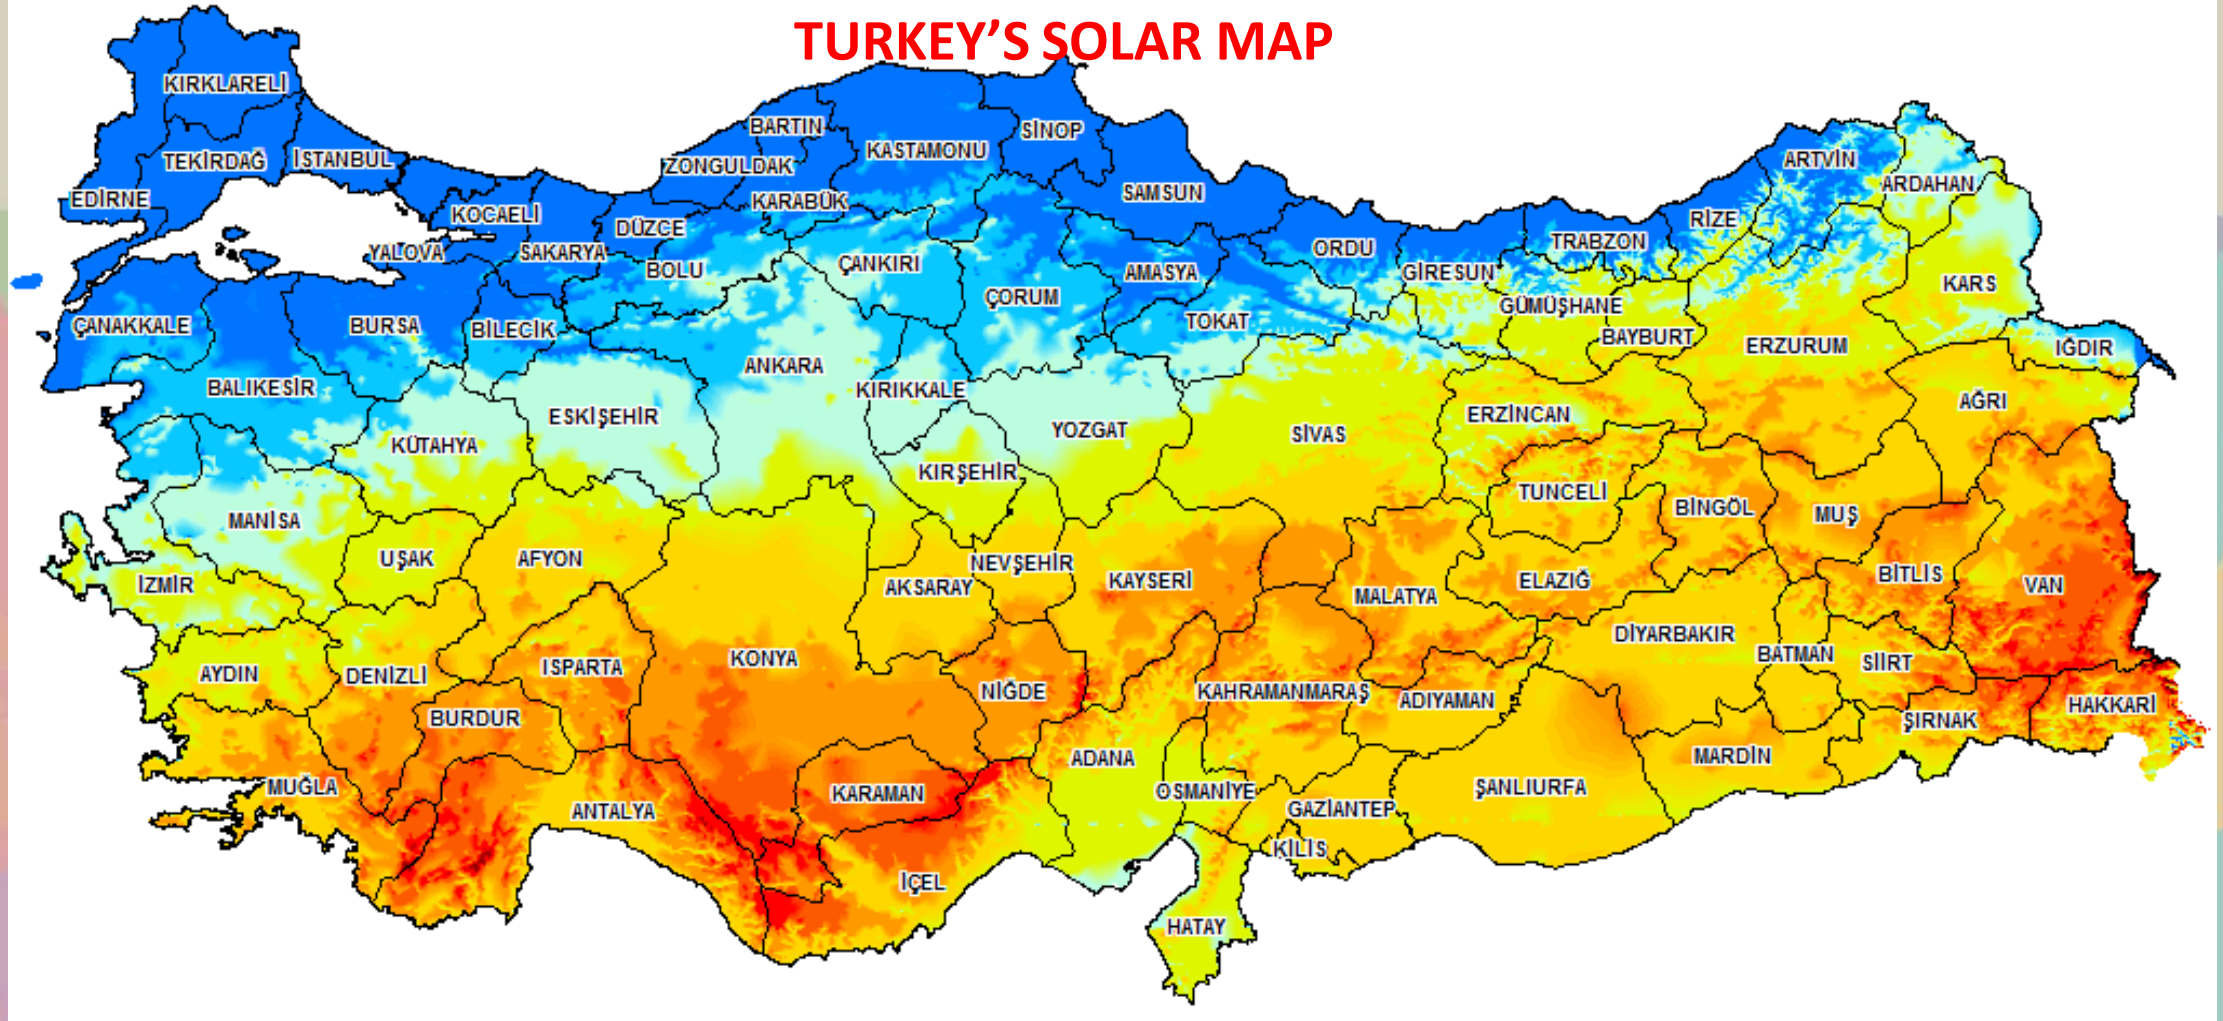 TURKEY’S SOLAR MAP
KIRKLARELİ
BARTIN
SİNOP
TEKİRDAĞ
İSTANBUL
KASTAMONU
ARTVİN
ZONGULDAK
ARDAHAN
EDİRNE
KARABÜK
SAMSUN
KOCAELİ
DÜZCE
RİZE
YALOVA
SAKARYA
ORDU
TRABZON
BOLU
ÇANKIRI
AMASYA
GİRESUN
KARS
ÇORUM
GÜMÜŞHANE
ÇANAKKALE
BURSA
BİLECİK
TOKAT
BAYBURT
ERZURUM
IĞDIR
ANKARA
BALIKESİR
KIRIKKALE
AĞRI
ESKİŞEHİR
ERZİNCAN
KÜTAHYA
YOZGAT
SİVAS
KIRŞEHİR
TUNCELİ
BİNGÖL
MUŞ
MANİSA
UŞAK
AFYON
NEVŞEHİR
İZMİR
AKSARAY
KAYSERİ
MALATYA
ELAZIĞ
BİTLİS
VAN
DİYARBAKIR
AYDIN
DENİZLİ
ISPARTA
KONYA
BATMAN
SİİRT
NİĞDE
KAHRAMANMARAŞ
ADIYAMAN
HAKKARİ
BURDUR
ŞIRNAK
ADANA
MARDİN
MUĞLA
KARAMAN
OSMANİYE
ŞANLIURFA
ANTALYA
GAZİANTEP
KİLİS
İÇEL
HATAY